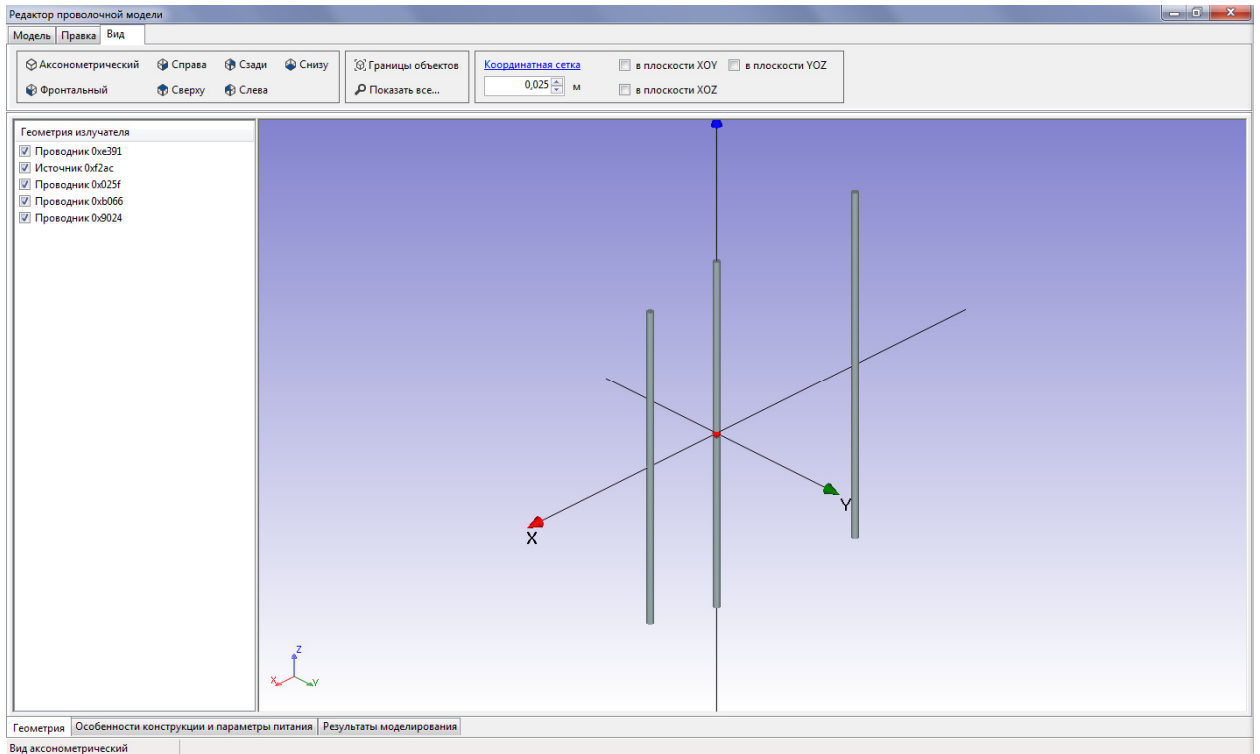 Редактор проволочной модели
Модель Правка Вид
Аксонометрический Справа Сзади Снизу Границы объектов Координатная сетка в плоскости XOY в плоскости YOZ
Фронтальный Сверху Слева Показать все... 0,025 м в плоскости XOZ
Геометрия излучателя
Проводник 0xe391
Источник 0xf2ac
Проводник 0x025f
Проводник 0xb066
Проводник 0x9024
Y
X
Z
X Y
Геометрия Особенности конструкции и параметры питания Результаты моделирования
Вид аксонометрический